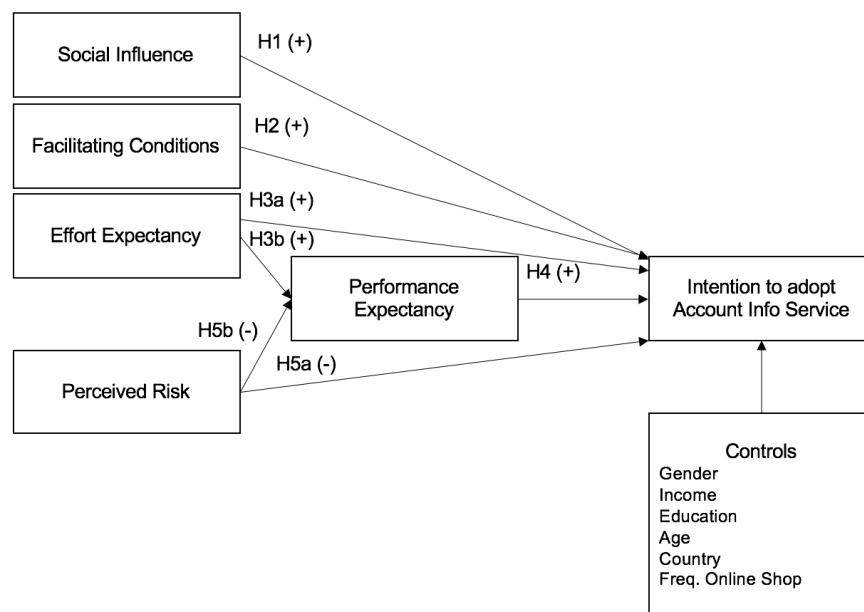 Social Influence
H1 (+)
Facilitating Conditions
H2 (+)
Effort Expectancy
H3a (+)
H3b (+)
Performance
Expectancy
H4 (+)
Intention to adopt
Account Info Service
H5b (-)
H5a (-)
Perceived Risk
Controls
Gender
Income
Education
Age
Country
Freq. Online Shop